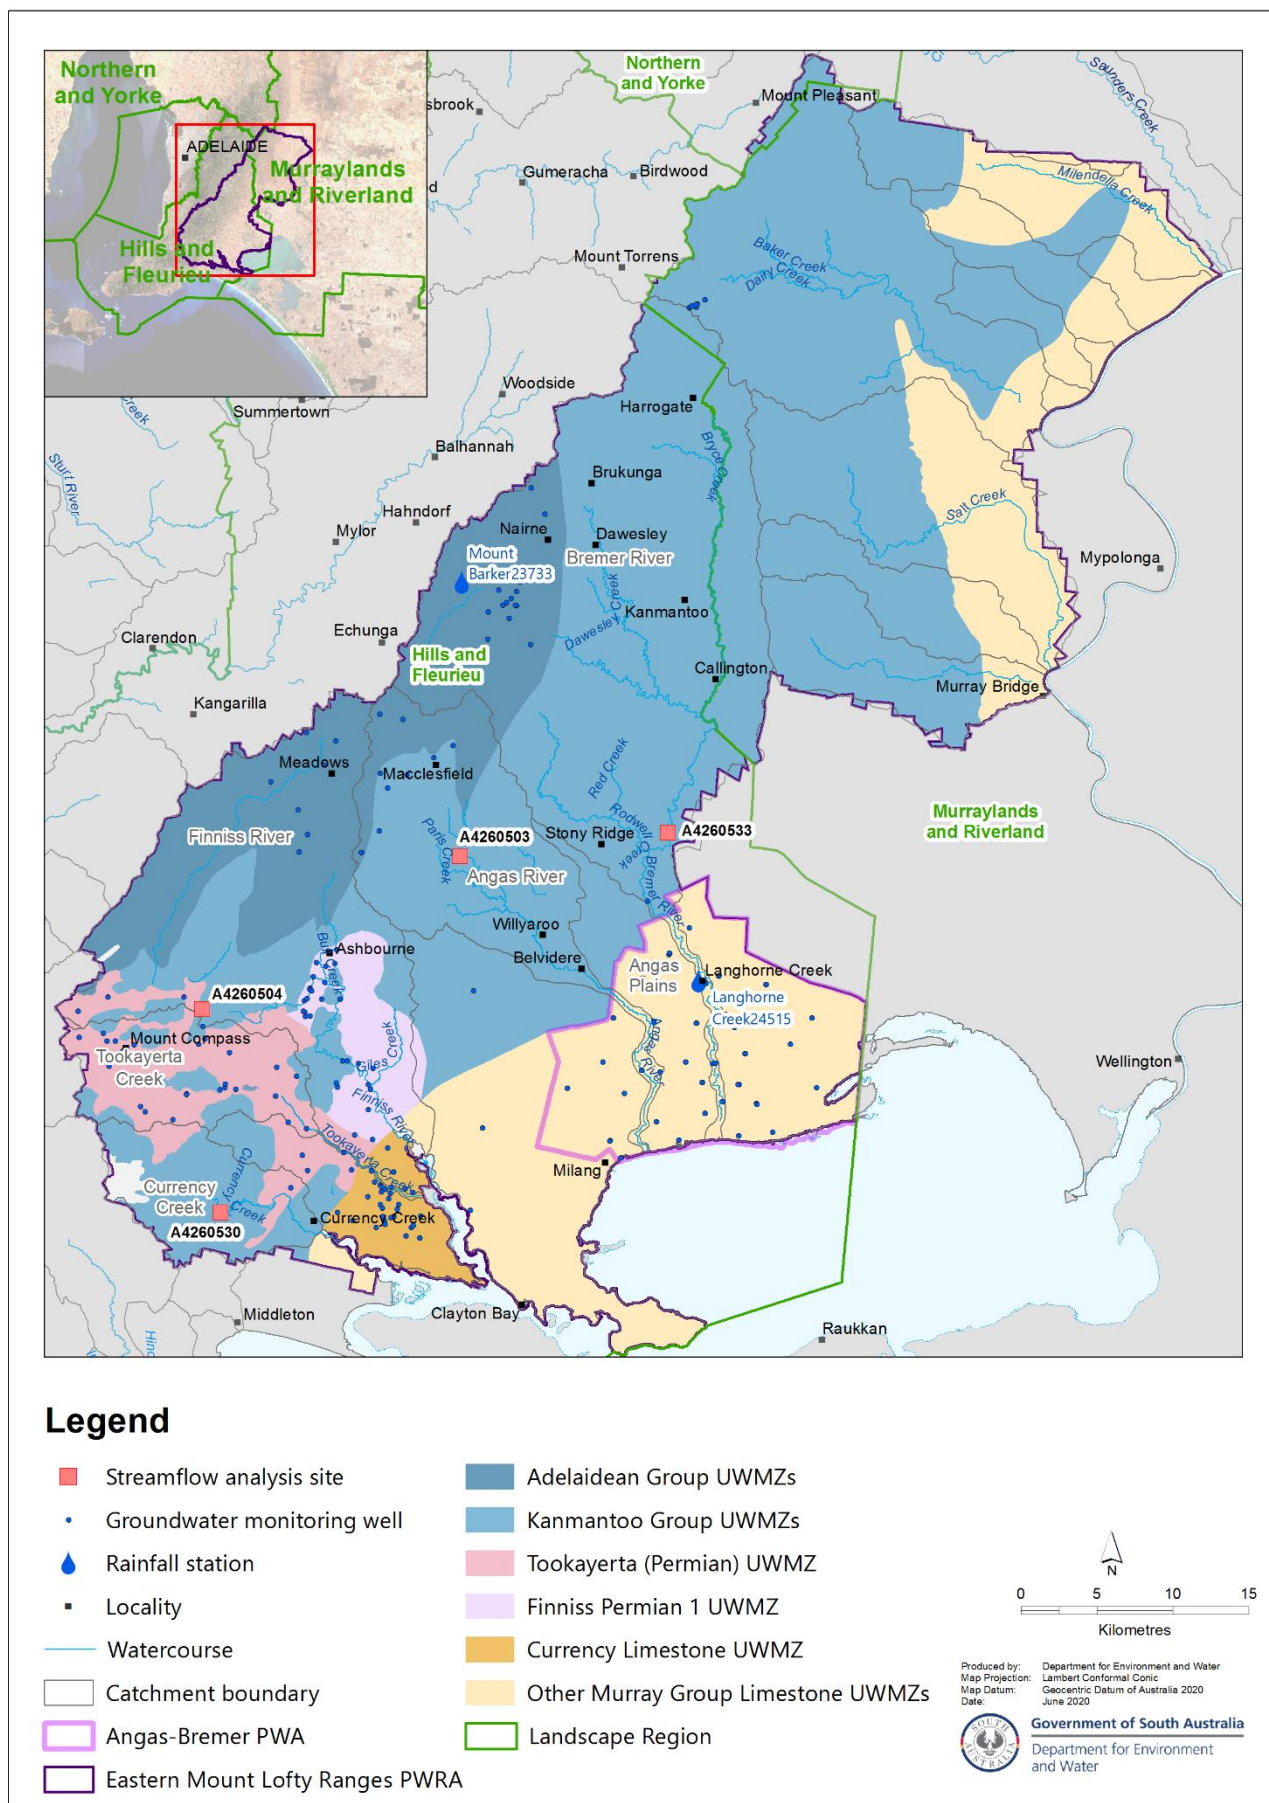 Northern
and Yorke
ADELAIDE
Murraylands
and Riverland
Hills and
Fleurieu
Northern
and Yorke
sbrook
Mount Pleasant
Saunders Creek
Gumeracha
Birdwood
Milendella Creek
Mount Torrens
Baker Creek
Dairy Creek
Woodside
Harrogate
Summertown
Creek
Balhannah
Bryce Creek
Sturt River
Brukunga
Hahndorf
Salt Creek
Mylor
Nairne
Dawesley
Bremer River
Mount
Barker23733
Mypolonga
Kanmantoo
Dawesley Creek
Echunga
Clarendon
Hills and
Fleurieu
Callington
Murray Bridge
Kangarilla
Meadows
Macclesfield
Red Creek
Murraylands
and Riverland
Finniss River
Paris Creek
A4260503
Stony Ridge
A4260533
Rodwell Creek
Bremer River
Angas River
Willyaroo
Ashbourne
Belvidere
Angas
Plains
Langhorne Creek
A4260504
Langhorne
Creek24515
Mount Compass
Tookayerta
Creek
Giles Creek
Angas River
Wellington
Finniss River
Tookayerta Creek
Milang
Currency
Creek
Currency Creek
A4260530
Currency Creek
Middleton
Clayton Bay
Raukkan
Legend
Streamflow analysis site
Groundwater monitoring well
Rainfall station
Locality
Watercourse
Catchment boundary
Angas-Bremer PWA
Eastern Mount Lofty Ranges PWRA
Adelaidean Group UWMZs
Kanmantoo Group UWMZs
Tookayerta (Permian) UWMZ
Finniss Permian 1 UWMZ
Currency Limestone UWMZ
Other Murray Group Limestone UWMZs
Landscape Region
N
0 5 10 15
Kilometres
Produced by: Department for Environment and Water
Map Projection: Lambert Conformal Conic
Map Datum: Geocentric Datum of Australia 2020
Date: June 2020
SOUTH AUSTRALIA
Government of South Australia
Department for Environment
and Water